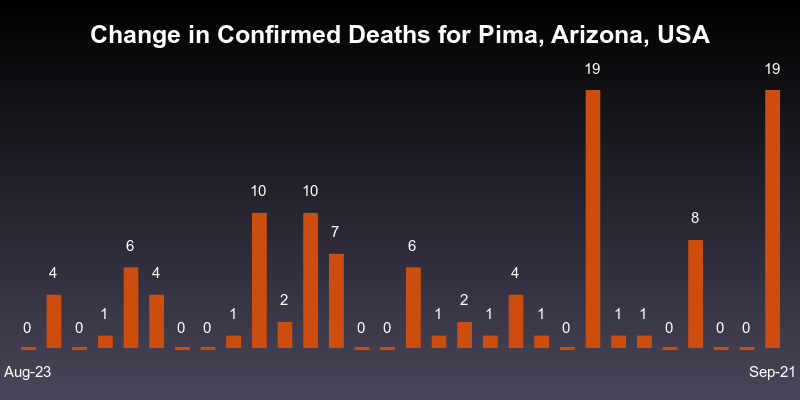 Change in Confirmed Deaths for Pima, Arizona, USA
19 19
10 10
8
7
6 6
4 4 4
2 2
1 1 1 1 1 1 1
0 0 0 0 0 0 0 0 0 0
Aug-23 Sep-21